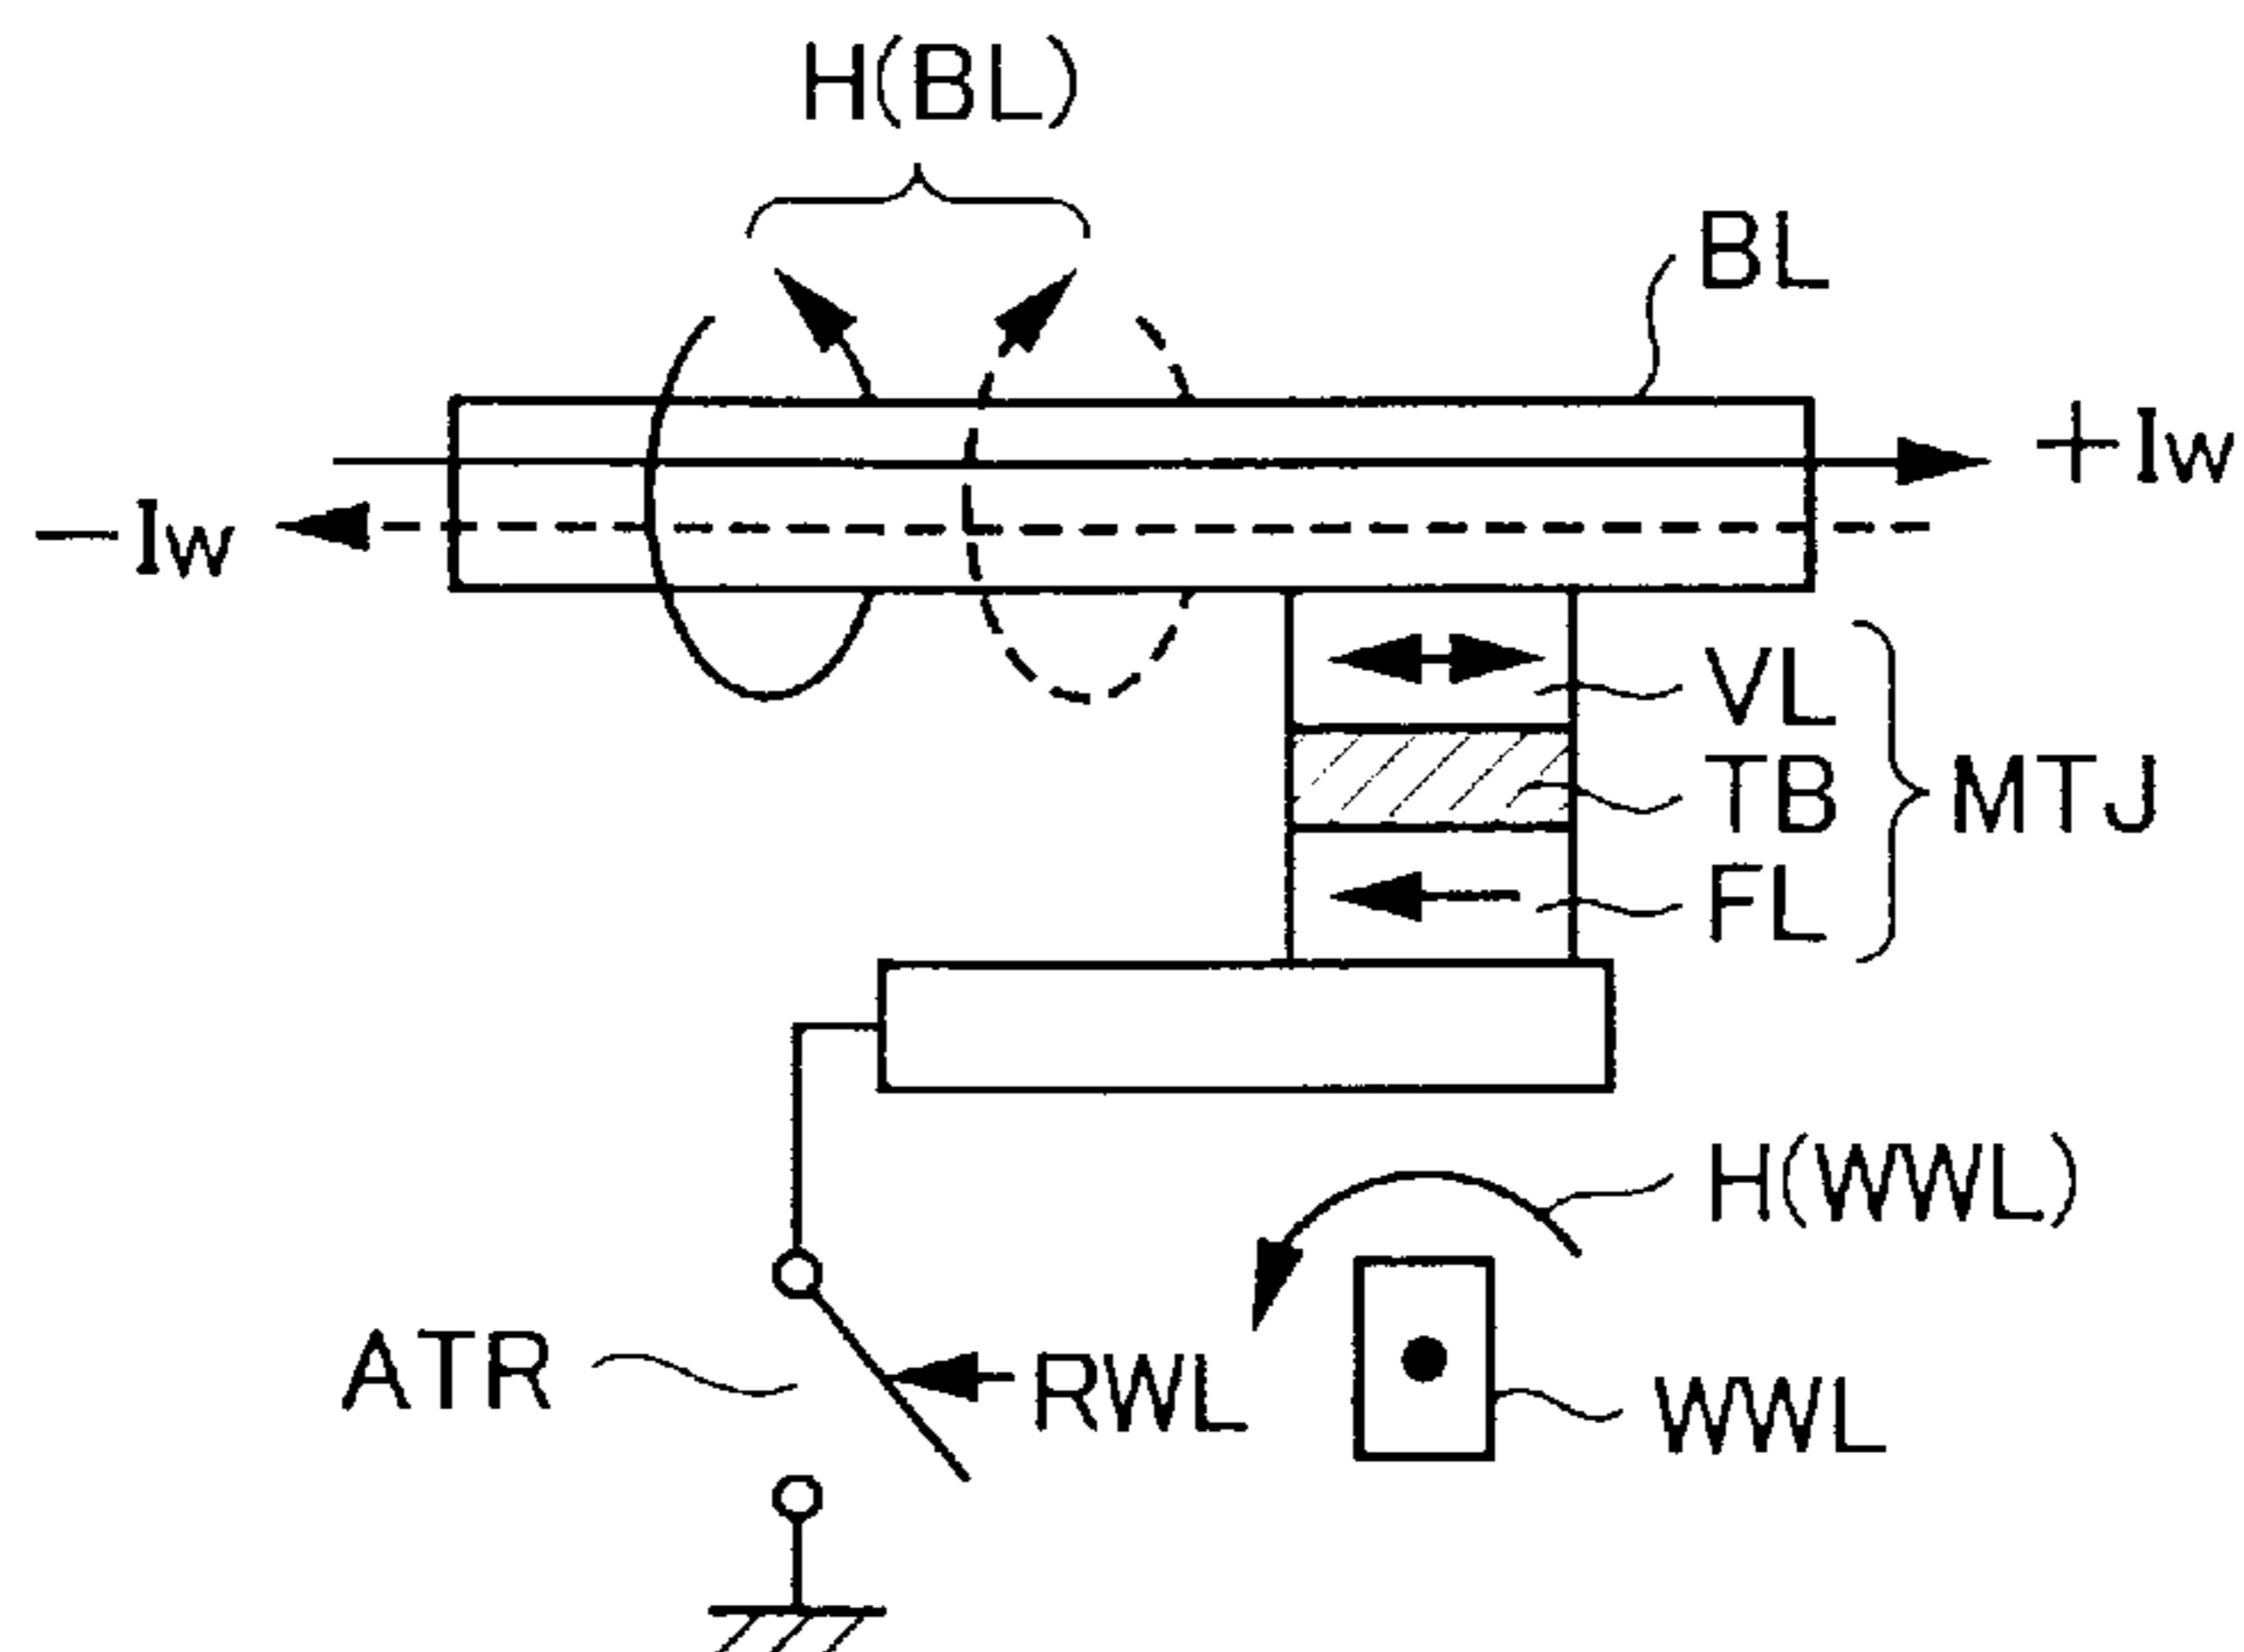 H(BL)
BL
+Iw
−Iw
VL
TB
MTJ
FL
H(WWL)
ATR
RWL
WWL